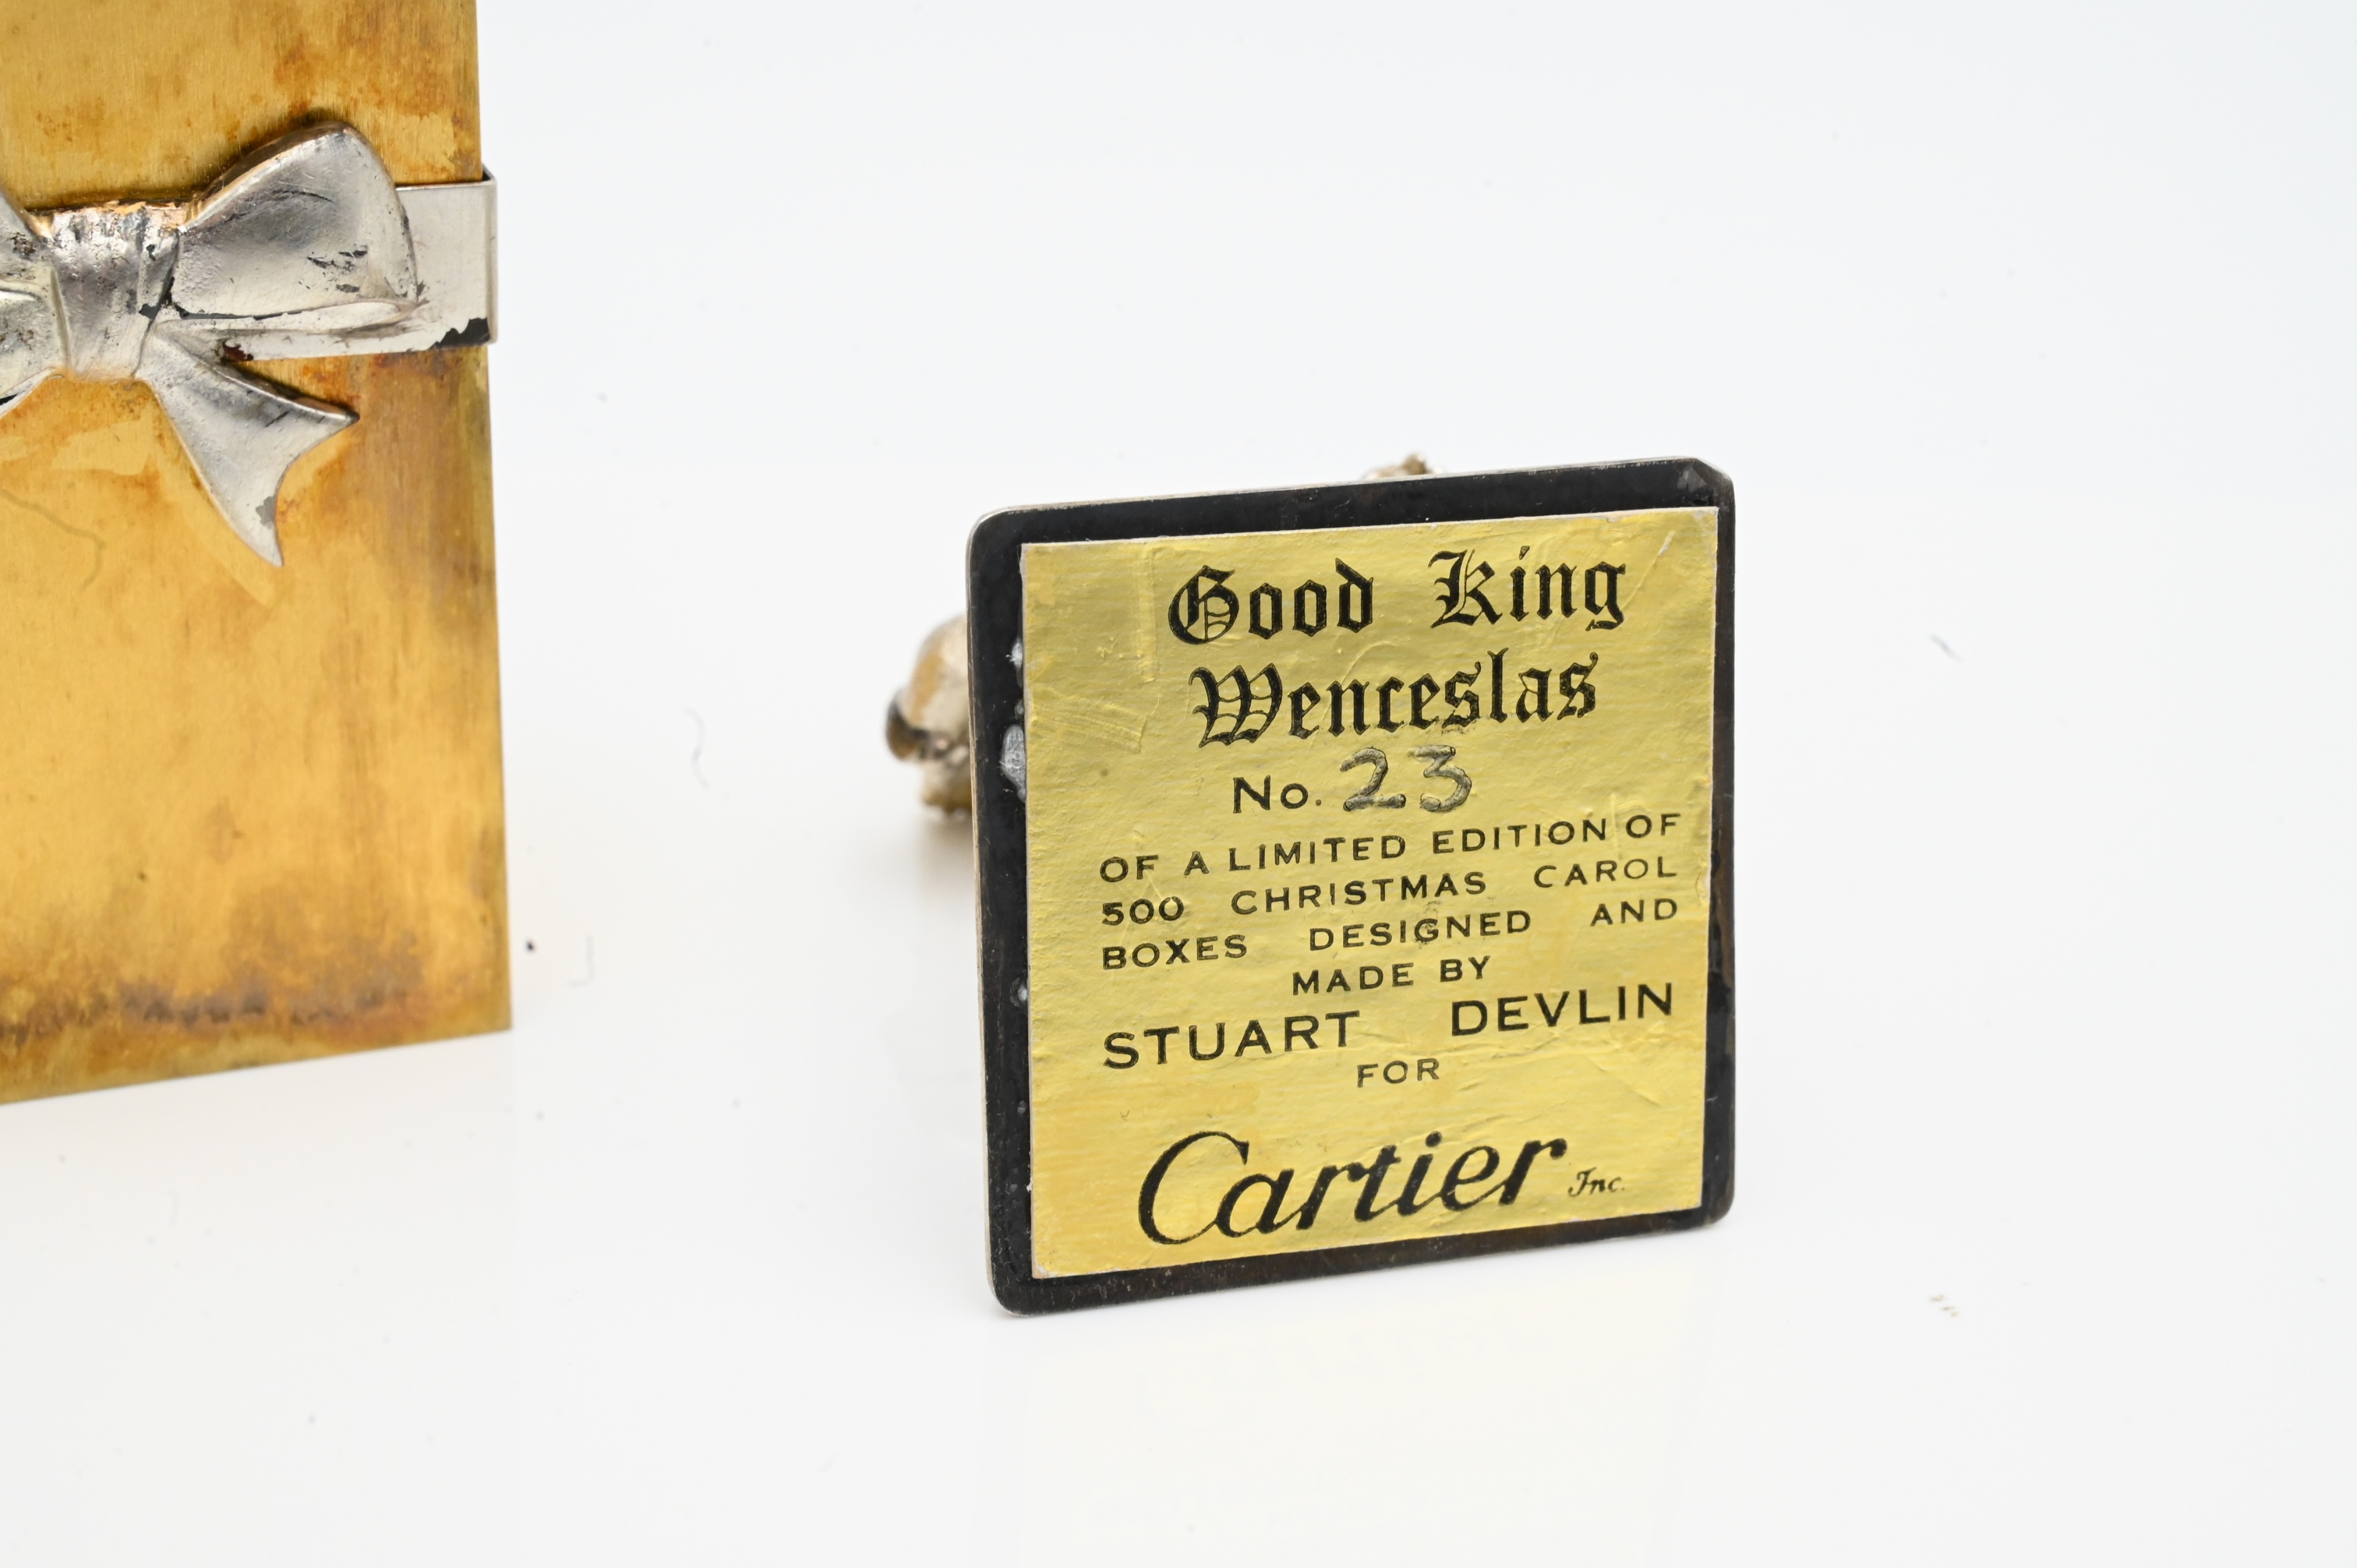 Good King
Wenceslas
No. 23
OF A LIMITED EDITION OF
500 CHRISTMAS CAROL
BOXES DESIGNED AND
MADE BY
STUART DEVLIN
FOR
Cartier Inc.